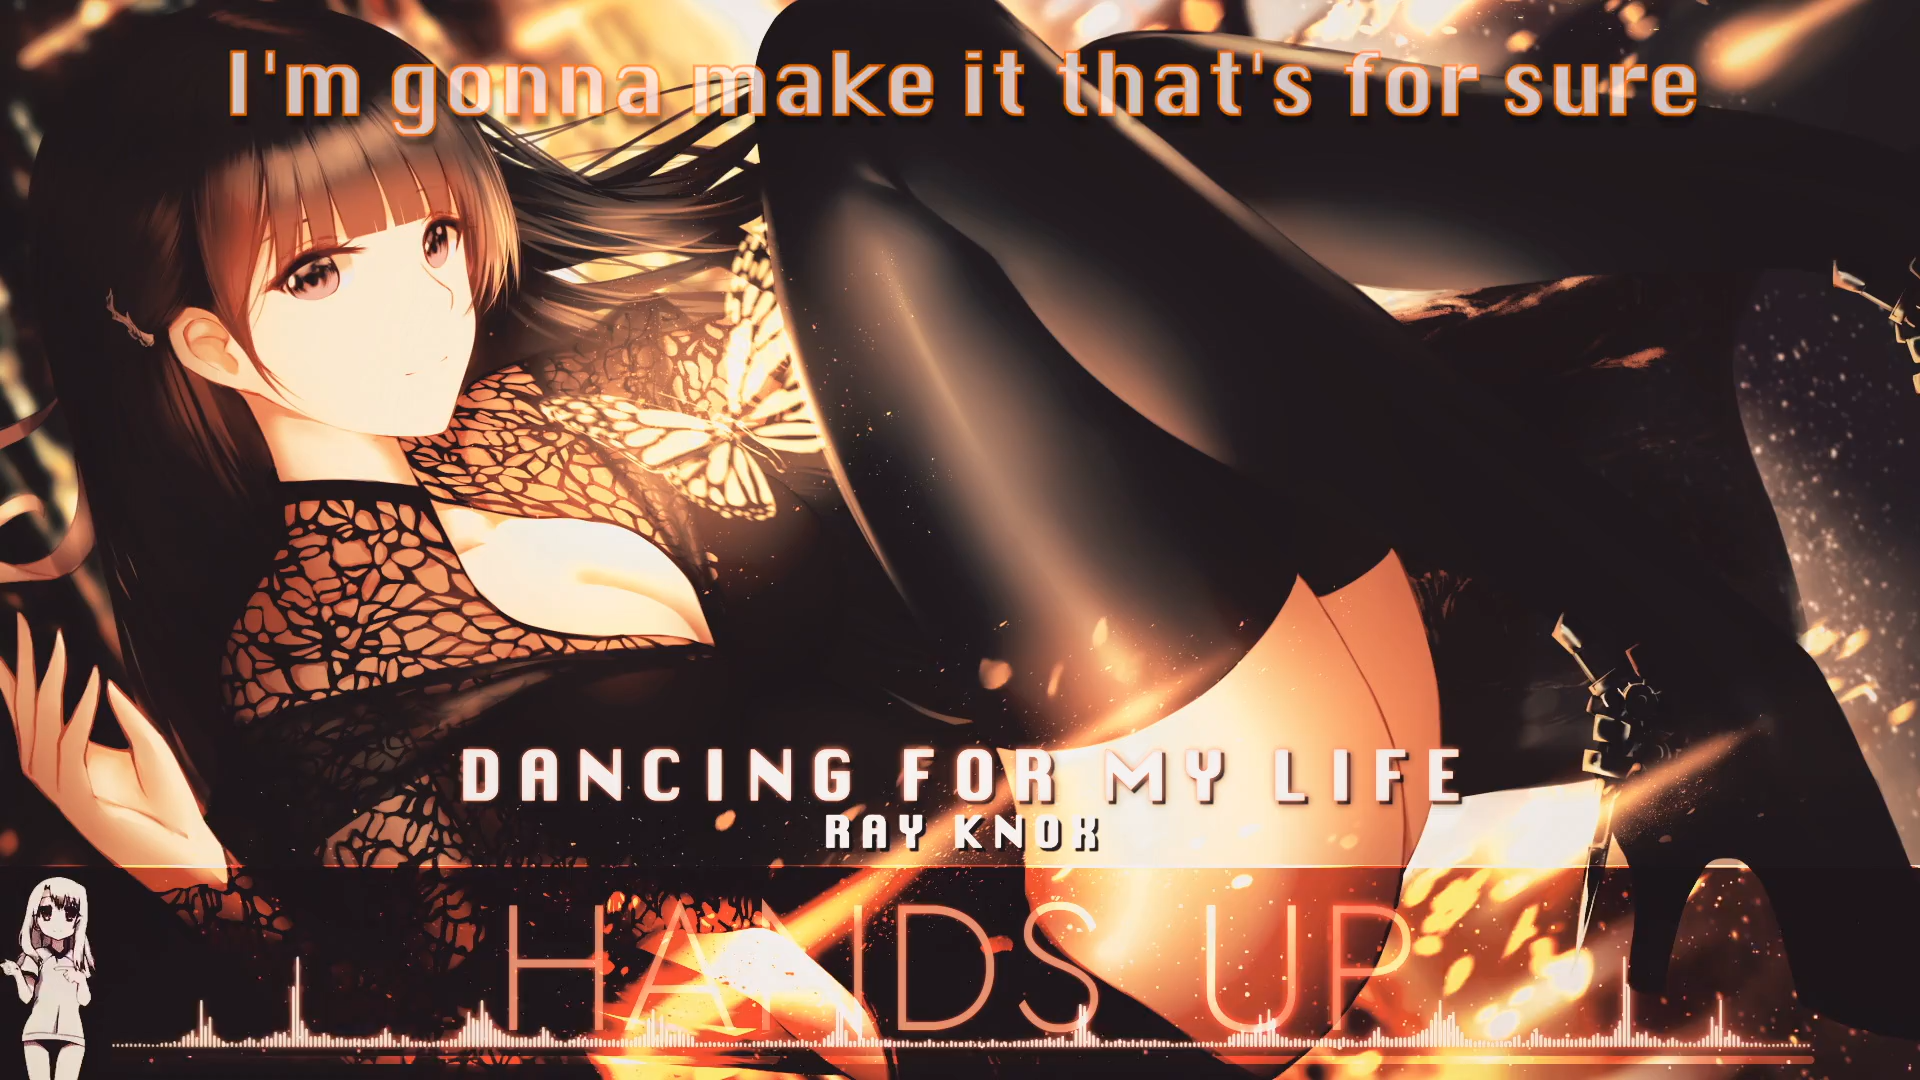 I'm gonna make it that's for sure
DANCING FOR MY LIFE
RAY KNOX
HANDS UP